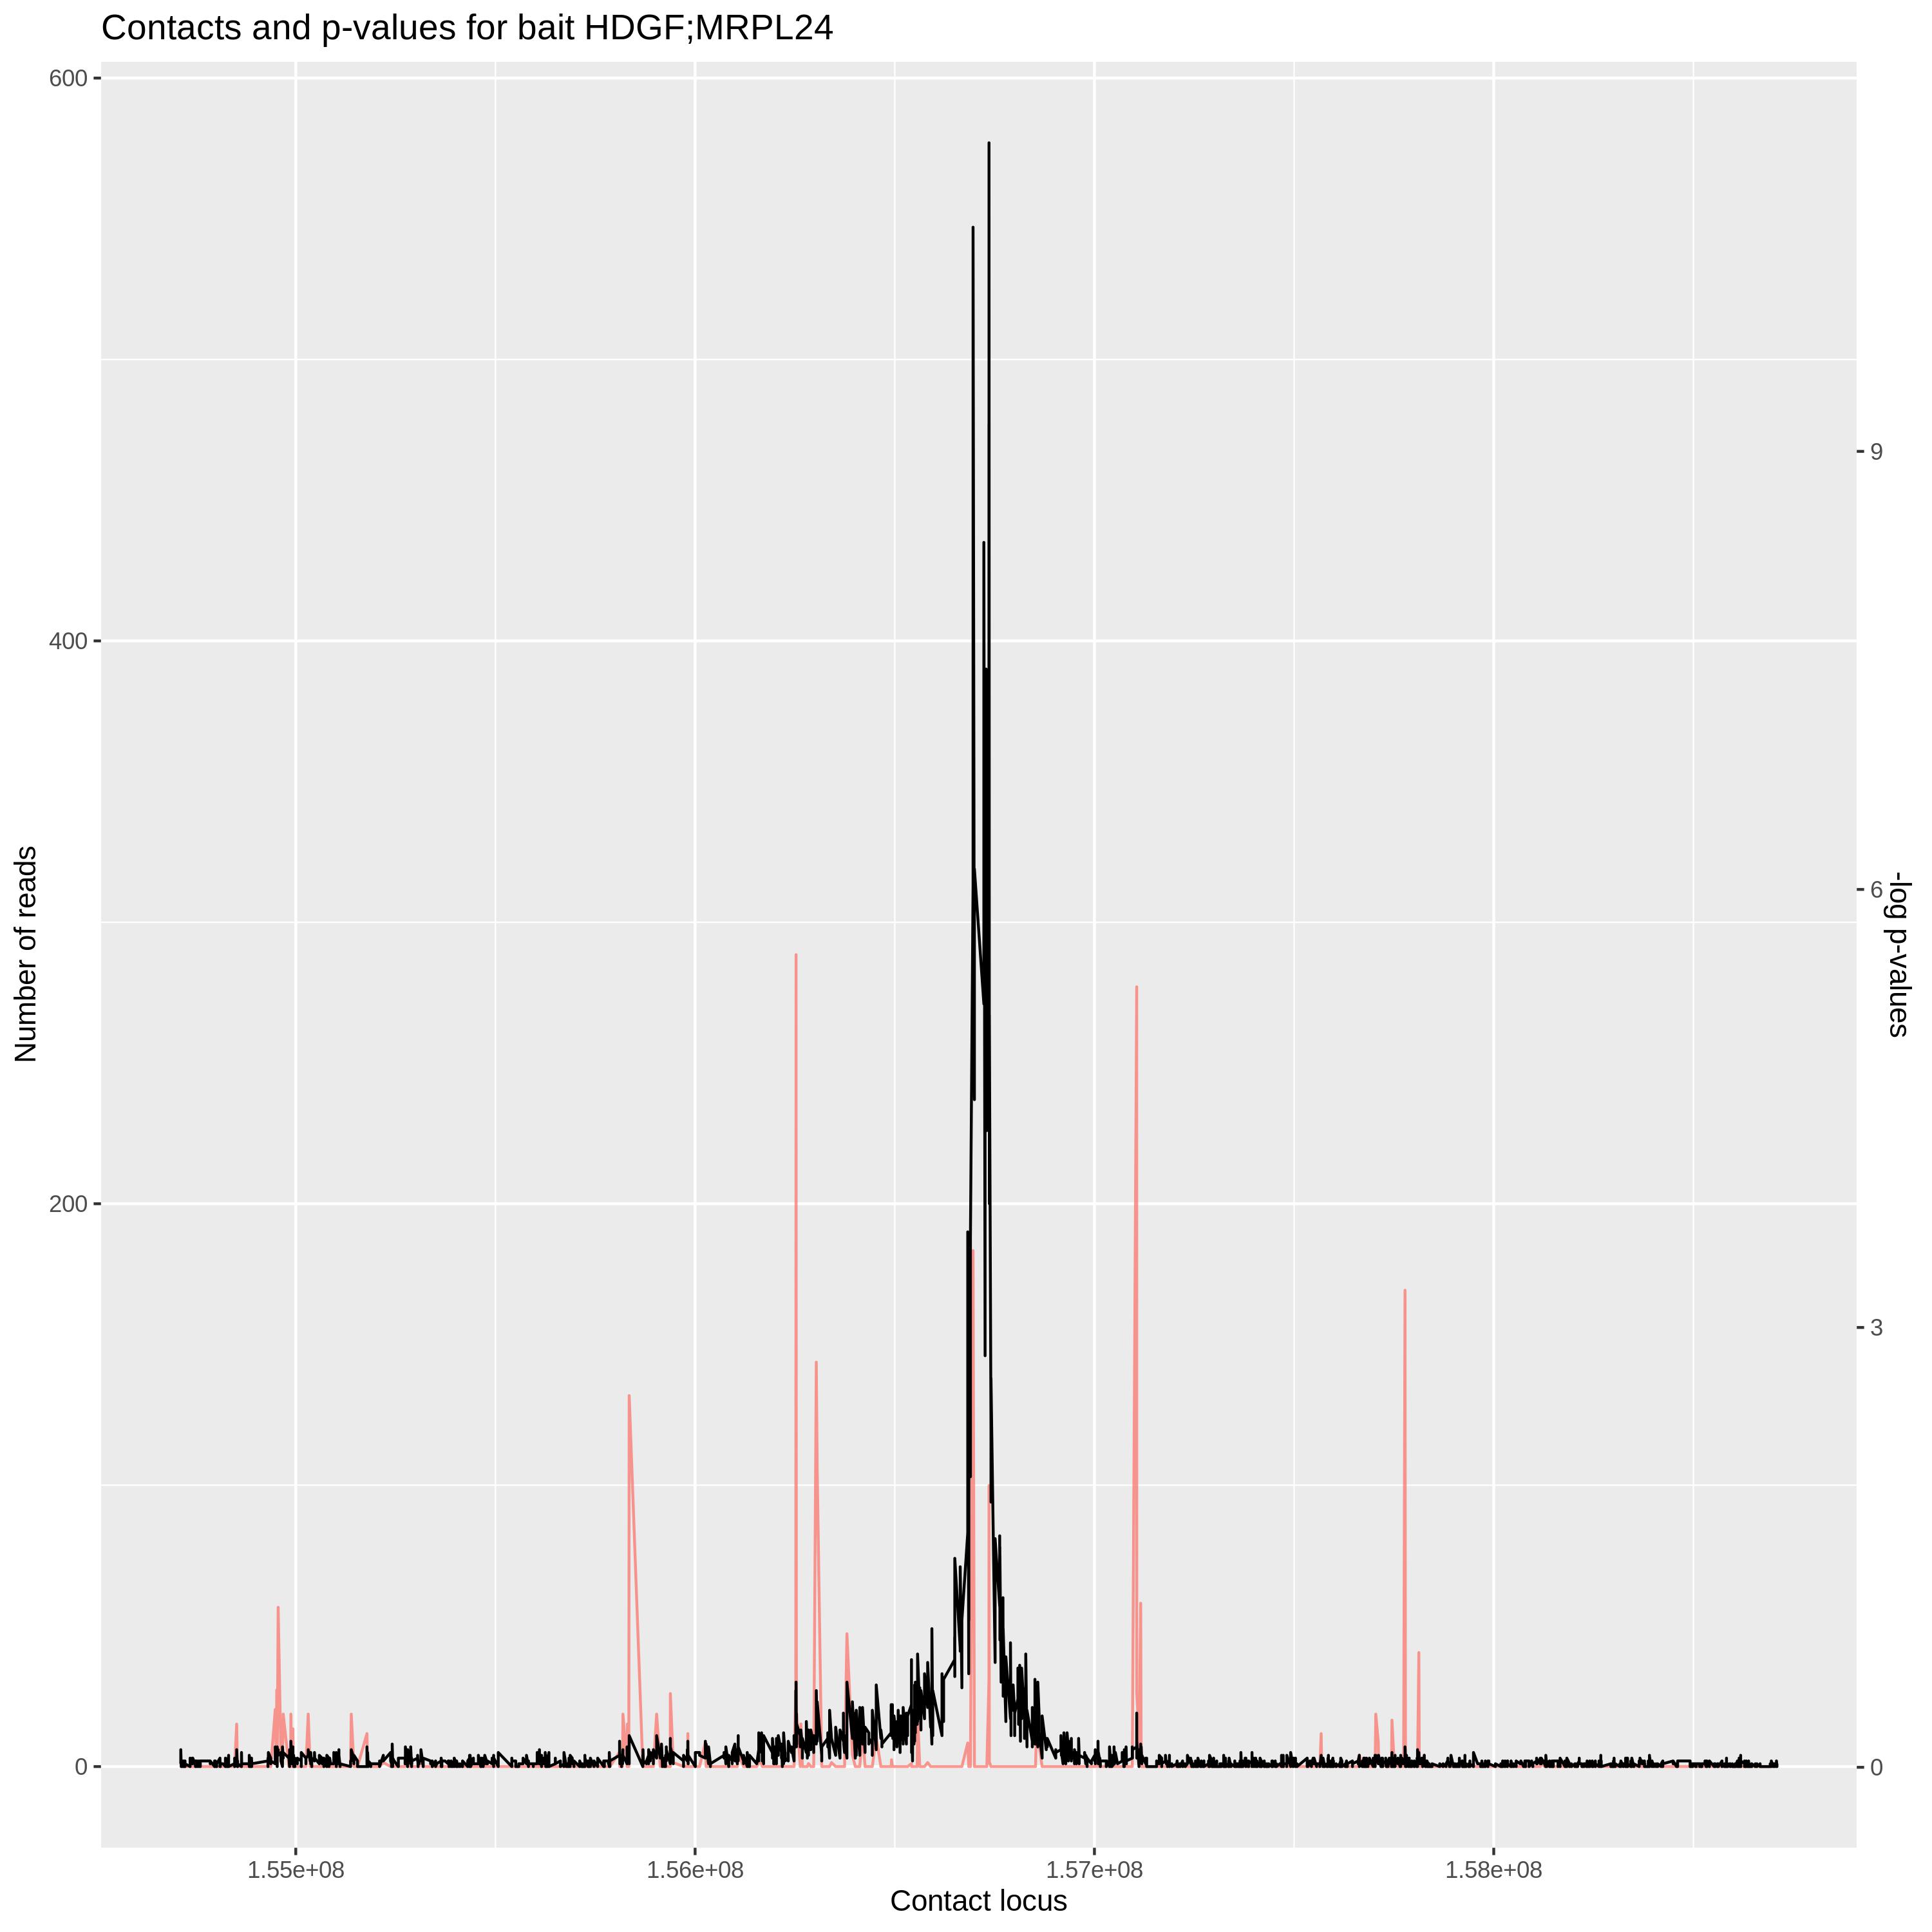 Contacts and p-values for bait HDGF;MRPL24
600
400
200
0
Number of reads
9
6
3
0
-log p-values
1.55e+08
1.56e+08
1.57e+08
1.58e+08
Contact locus